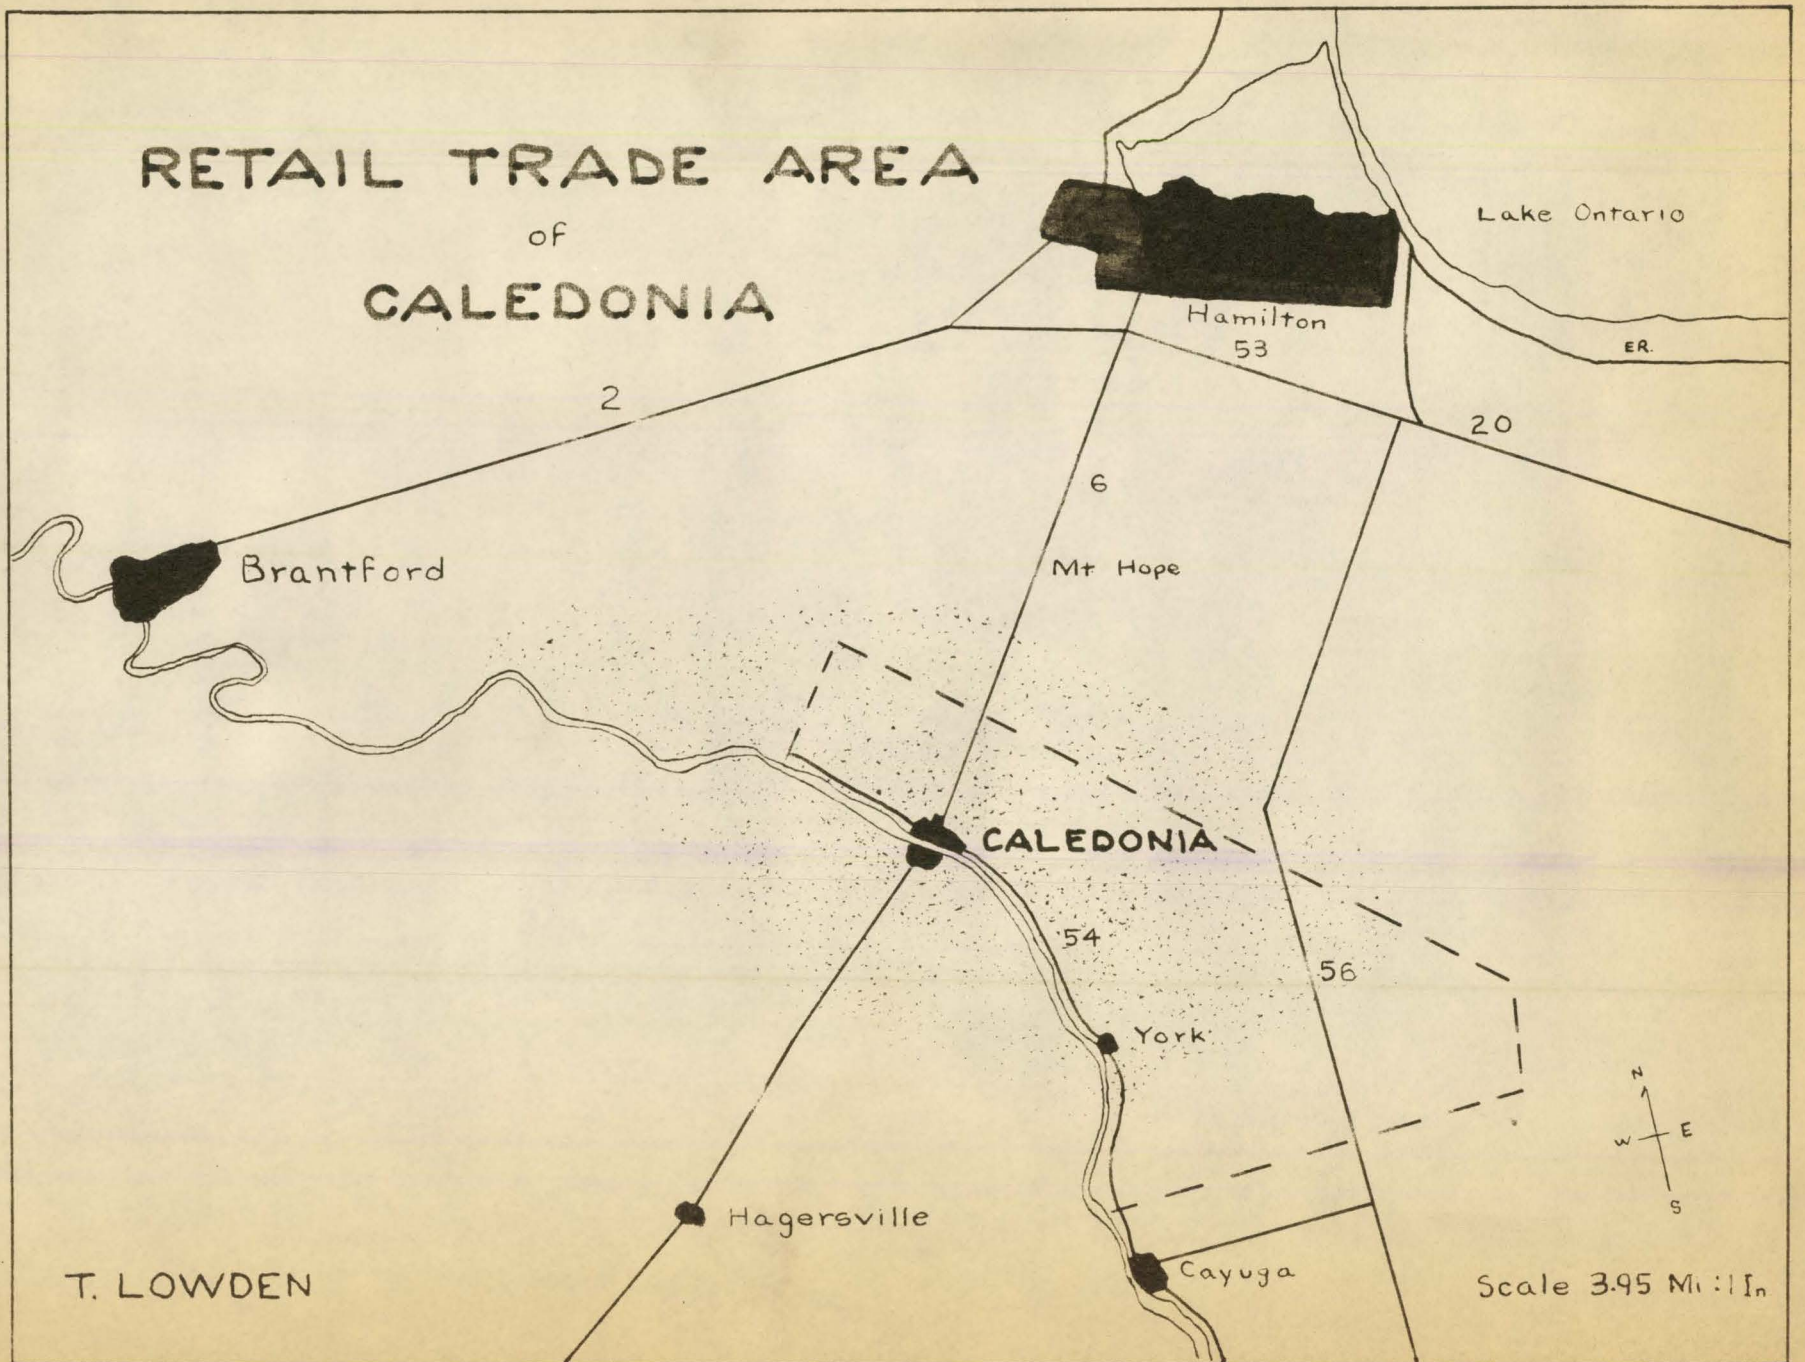 RETAIL TRADE AREA
of
CALEDONIA
Lake Ontario
Hamilton
53
ER.
2
20
6
Brantford
Mt Hope
CALEDONIA
54
56
York
N
W E
S
Hagersville
Cayuga
T. LOWDEN
Scale 3.95 Mi : 1 In